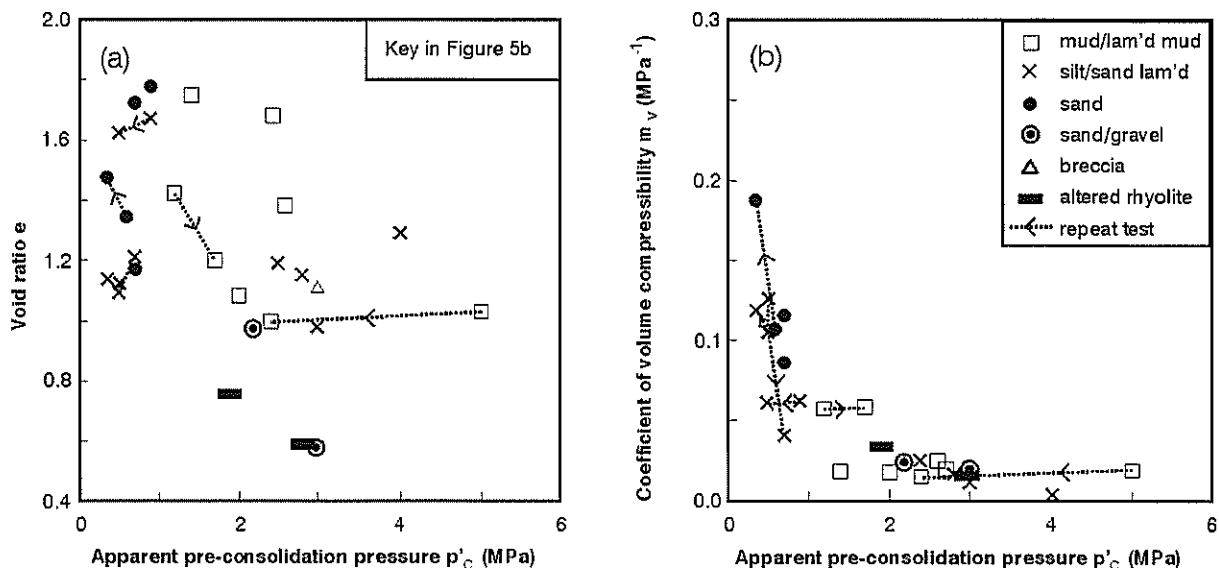 (a)
Key in Figure 5b
2.0
1.6
1.2
0.8
0.4
Void ratio e
0
2
4
6
Apparent pre-consolidation pressure p'C (MPa)
(b)
mud/lam'd mud
silt/sand lam'd
sand
sand/gravel
breccia
altered rhyolite
repeat test
0.3
0.2
0.1
0.0
Coefficient of volume compressibility mv (MPa-1)
0
2
4
6
Apparent pre-consolidation pressure p'C (MPa)